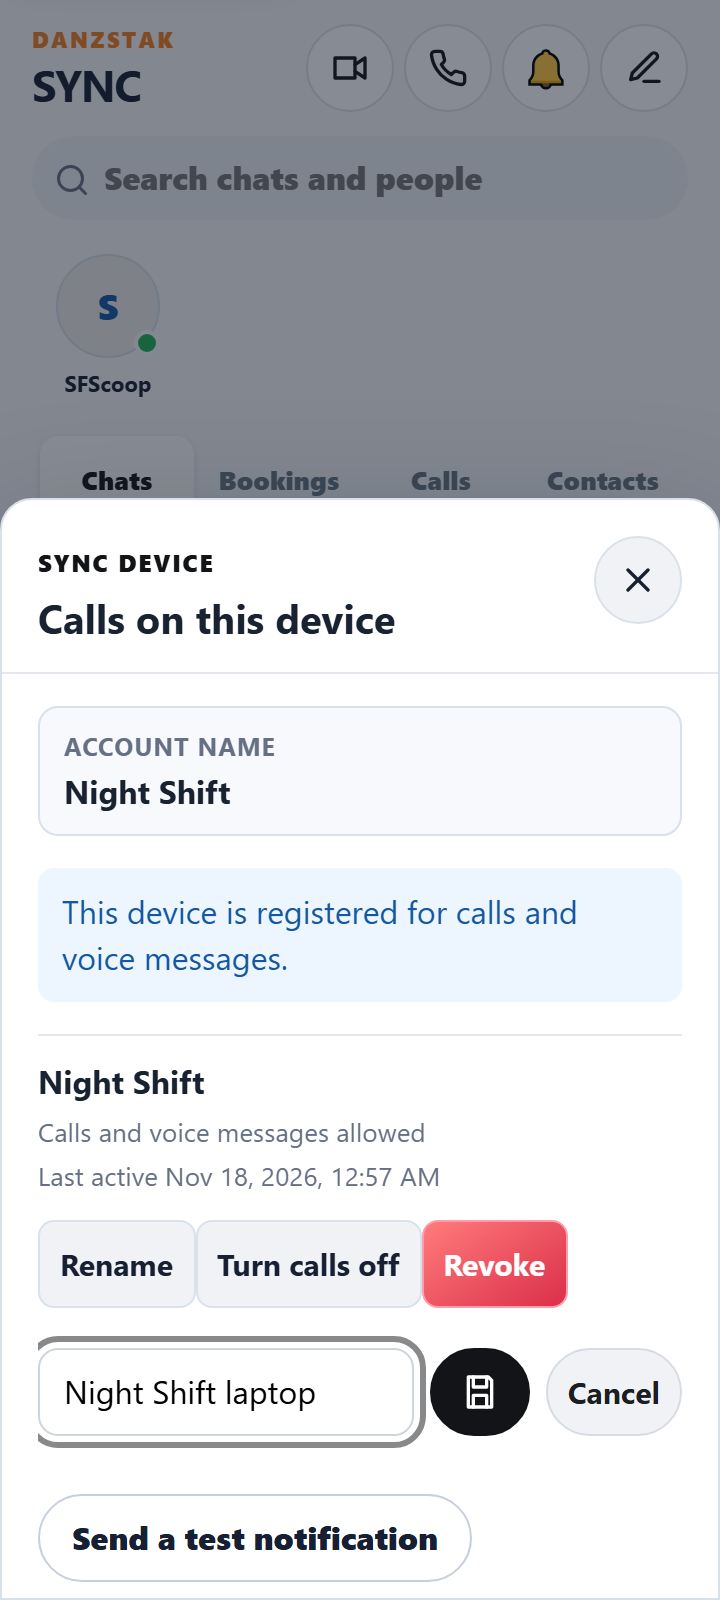 DANZSTAK
SYNC
Search chats and people
S
SFScoop
Chats Bookings Calls Contacts
SYNC DEVICE
Calls on this device
ACCOUNT NAME
Night Shift
This device is registered for calls and
voice messages.
Night Shift
Calls and voice messages allowed
Last active Nov 18, 2026, 12:57 AM
Rename Turn calls off Revoke
Night Shift laptop Cancel
Send a test notification